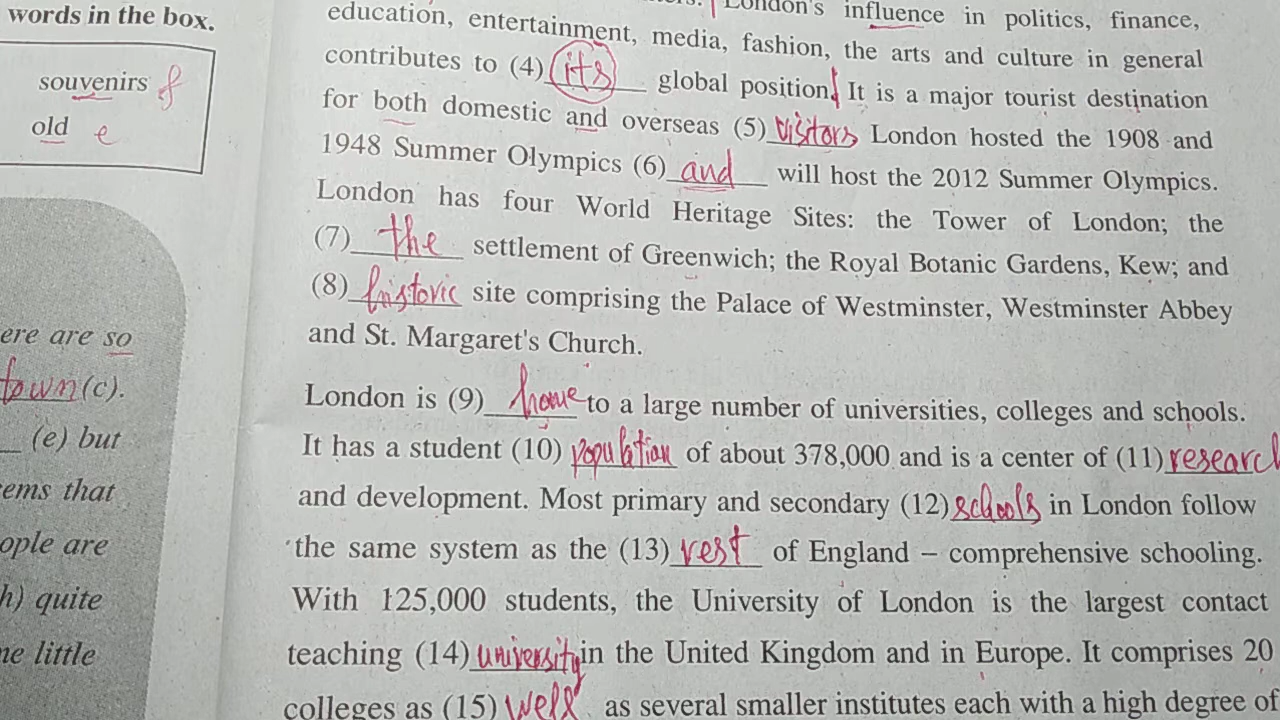 words in the box.
souvenirs f
old e
ere are so
town (c).
(e) but
ems that
ople are
h) quite
ne little
London's influence in politics, finance,
education, entertainment, media, fashion, the arts and culture in general
contributes to (4) its global position. It is a major tourist destination
for both domestic and overseas (5) visitors London hosted the 1908 and
1948 Summer Olympics (6) and will host the 2012 Summer Olympics.
London has four World Heritage Sites: the Tower of London; the
(7) the settlement of Greenwich; the Royal Botanic Gardens, Kew; and
(8) historic site comprising the Palace of Westminster, Westminster Abbey
and St. Margaret's Church.
London is (9) home to a large number of universities, colleges and schools.
It has a student (10) population of about 378,000 and is a center of (11) research
and development. Most primary and secondary (12) schools in London follow
the same system as the (13) rest of England – comprehensive schooling.
With 125,000 students, the University of London is the largest contact
teaching (14) university in the United Kingdom and in Europe. It comprises 20
colleges as (15) well as several smaller institutes each with a high degree of